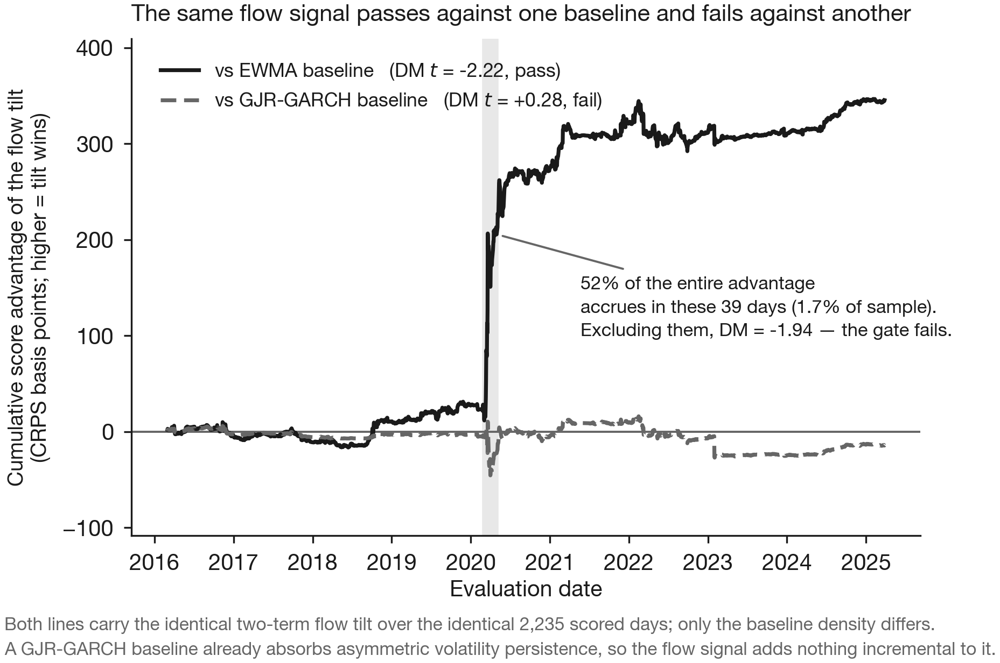 The same flow signal passes against one baseline and fails against another
Cumulative score advantage of the flow tilt
(CRPS basis points; higher = tilt wins)
400
300
200
100
0
−100
vs EWMA baseline (DM t = -2.22, pass)
vs GJR-GARCH baseline (DM t = +0.28, fail)
52% of the entire advantage
accrues in these 39 days (1.7% of sample).
Excluding them, DM = -1.94 — the gate fails.
2016 2017 2018 2019 2020 2021 2022 2023 2024 2025
Evaluation date
Both lines carry the identical two-term flow tilt over the identical 2,235 scored days; only the baseline density differs.
A GJR-GARCH baseline already absorbs asymmetric volatility persistence, so the flow signal adds nothing incremental to it.